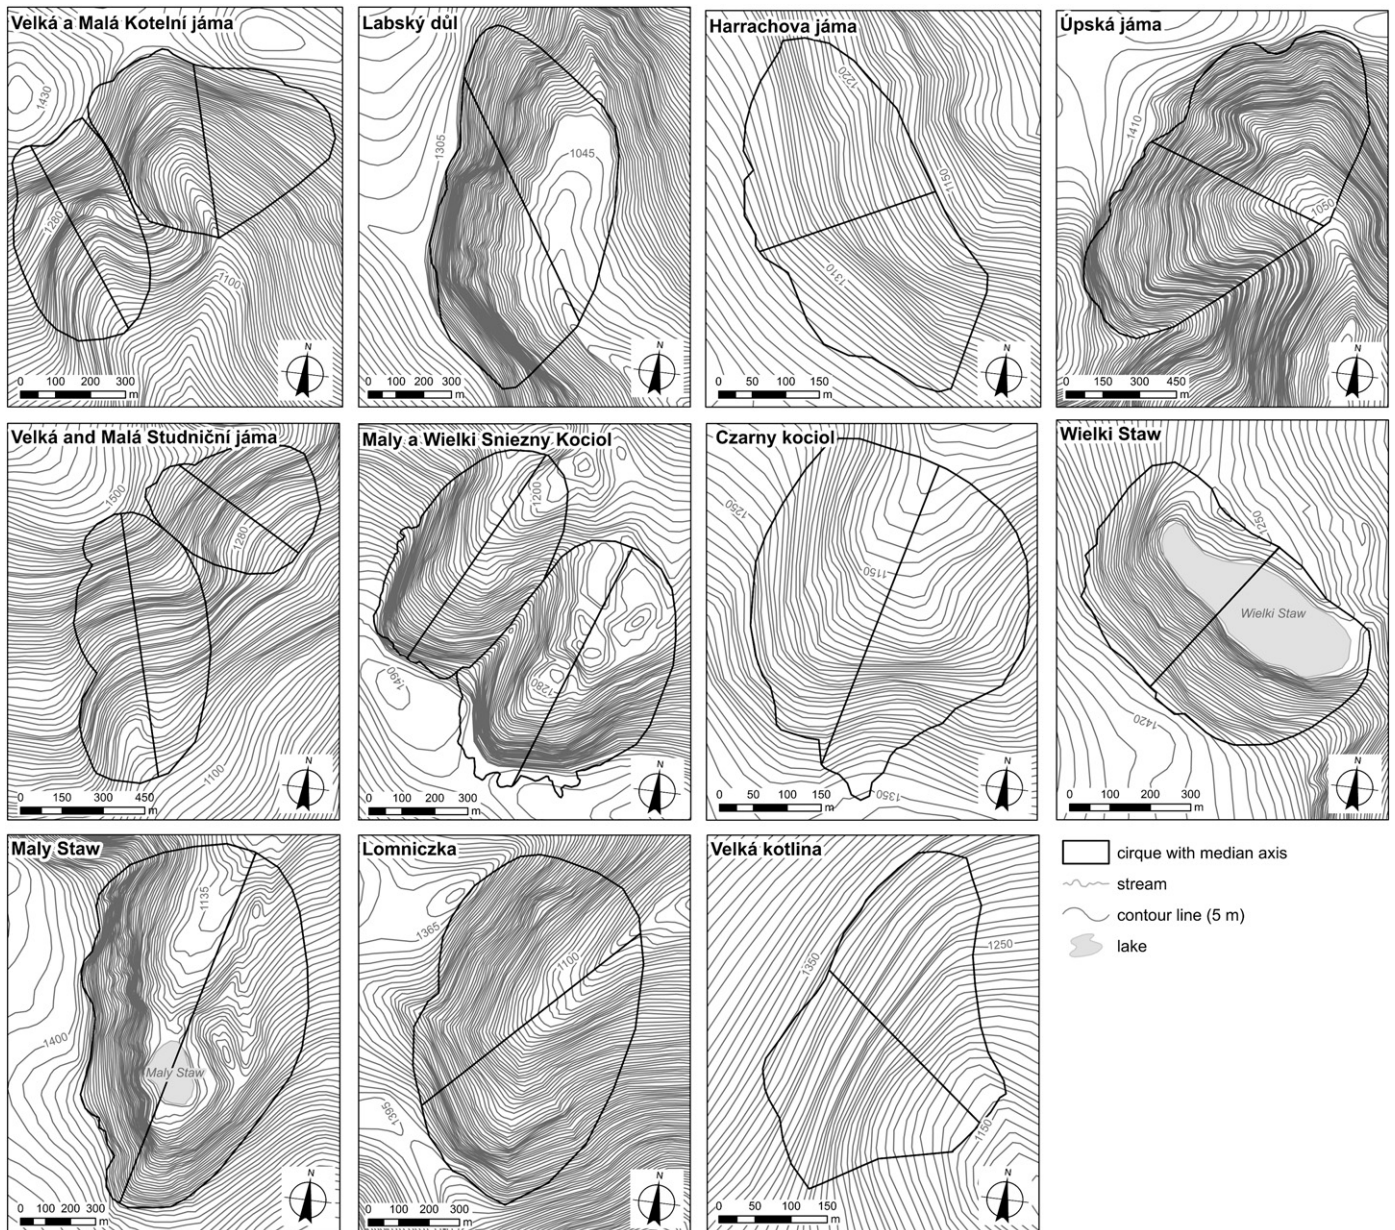 Velká a Malá Kotelní jáma
1430
1280
1100
N
0 100 200 300
m
Labský důl
1305
1045
N
0 100 200 300
m
Harrachova jáma
1220
1150
1310
N
0 50 100 150
m
Úpská jáma
1410
1050
N
0 150 300 450
m
Velká and Malá Studniční jáma
1500
1280
1100
N
0 150 300 450
m
Maly a Wielki Sniezny Kociol
1200
1490
1280
N
0 100 200 300
m
Czarny kociol
1250
1150
1350
N
0 50 100 150
m
Wielki Staw
1250
Wielki Staw
1420
N
0 100 200 300
m
Maly Staw
1135
1400
Maly Staw
N
0 100 200 300
m
Lomniczka
1365
1100
1395
N
0 100 200 300
m
Velká kotlina
1350
1250
1150
N
0 50 100 150
m
cirque with median axis
stream
contour line (5 m)
lake